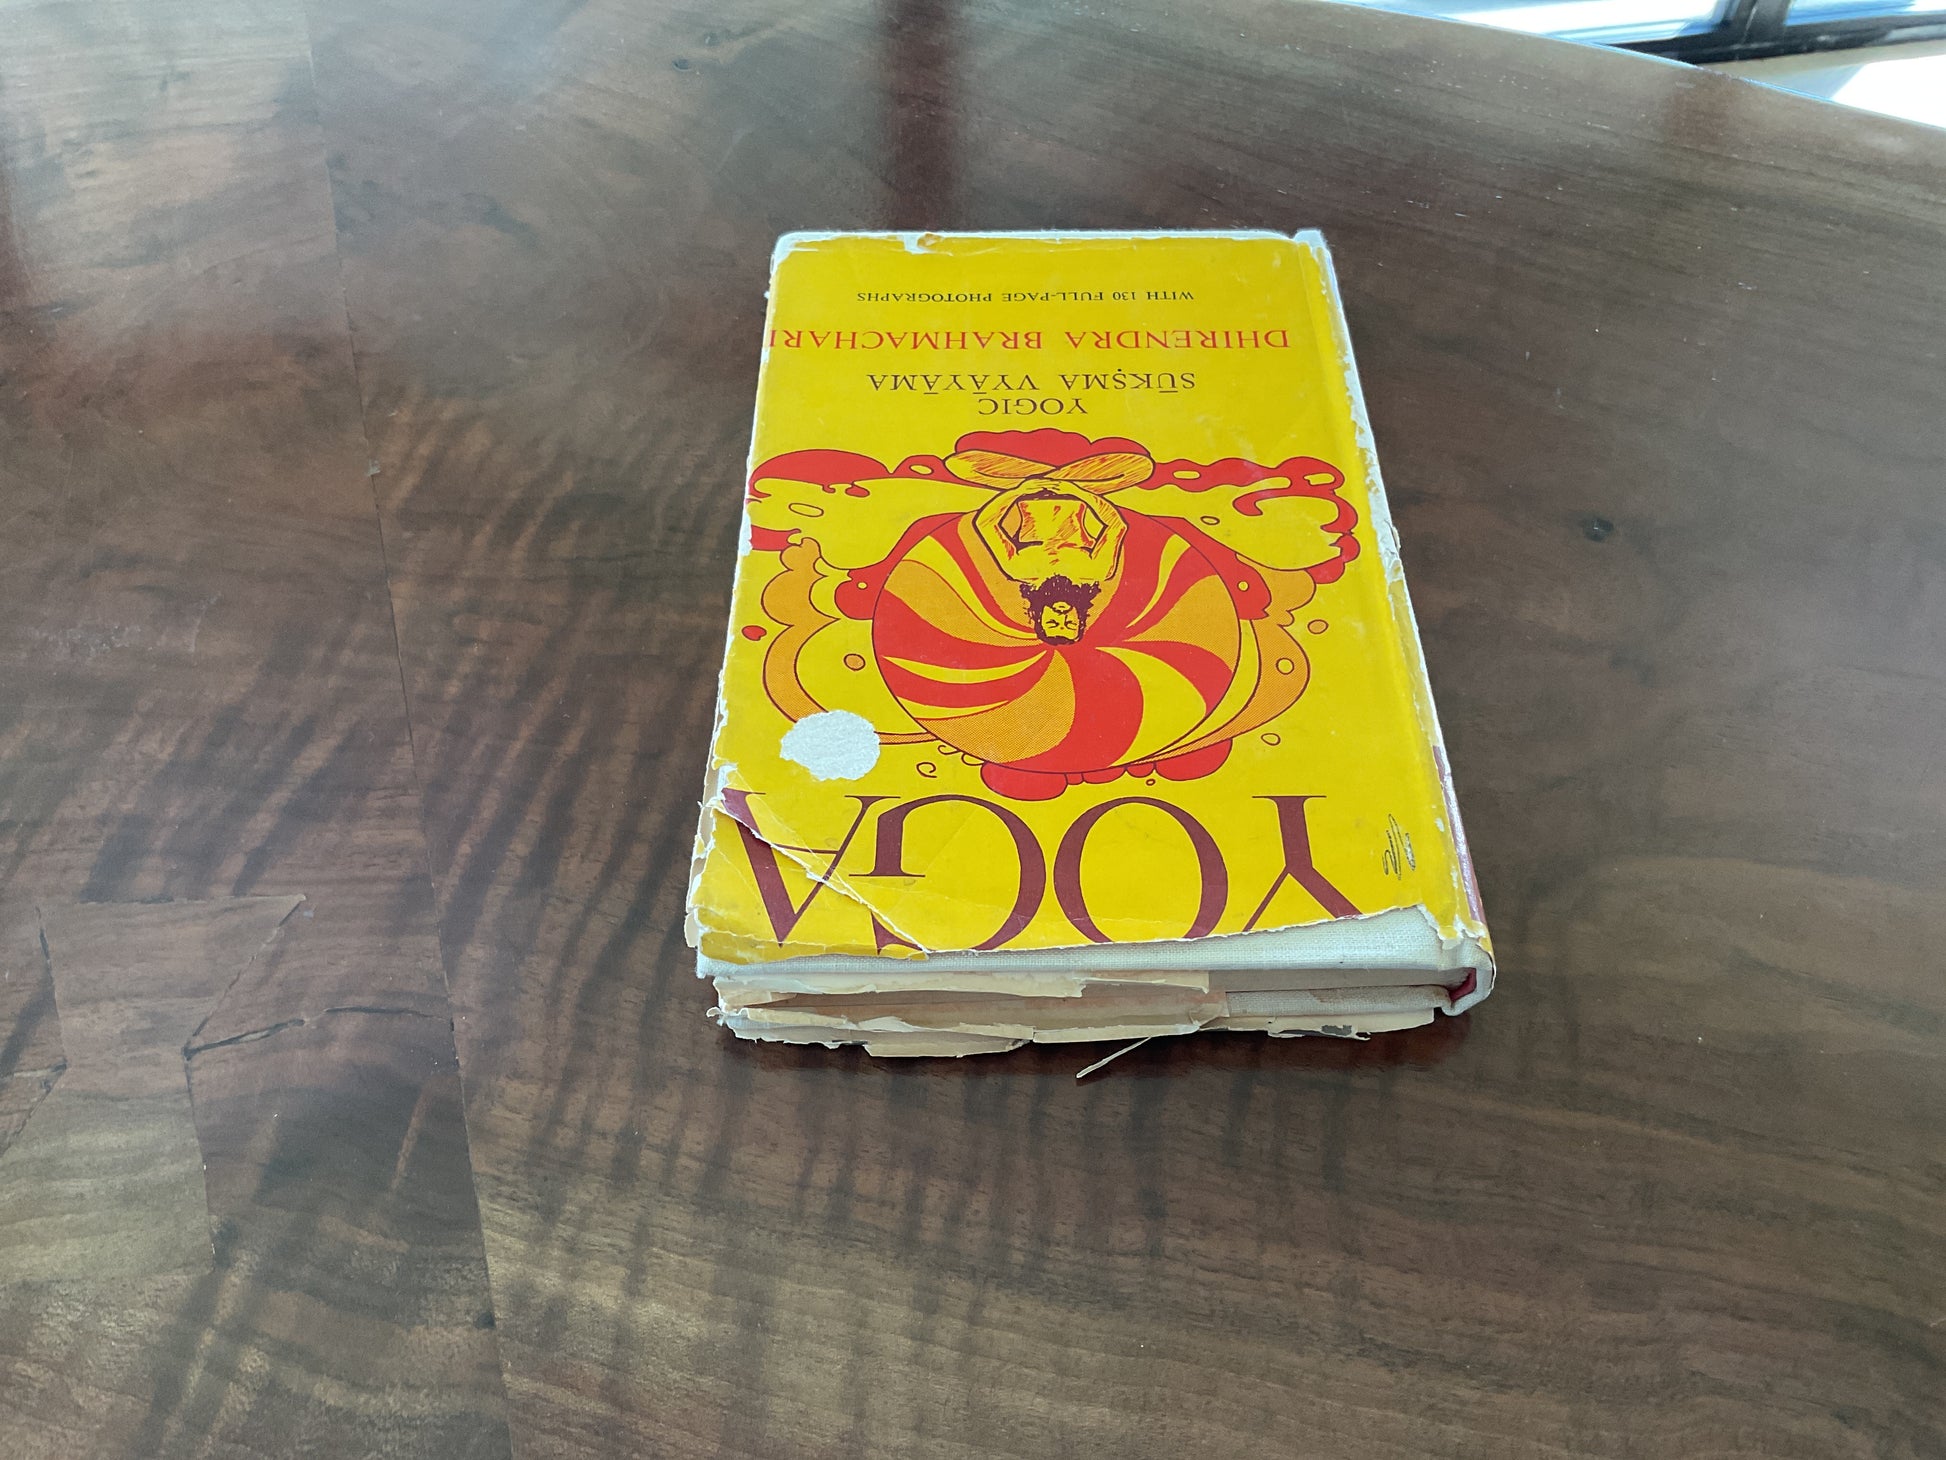 YOGA
YOGIC
SŪKṢMA VYĀYĀMA
DHIRENDRA BRAHMACHARI
WITH 130 FULL-PAGE PHOTOGRAPHS